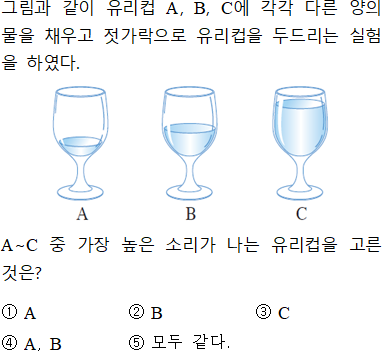 그림과 같이 유리컵 A, B, C에 각각 다른 양의
물을 채우고 젓가락으로 유리컵을 두드리는 실험
을 하였다.
A B C
A~C 중 가장 높은 소리가 나는 유리컵을 고른
것은?
① A ② B ③ C
④ A, B ⑤ 모두 같다.